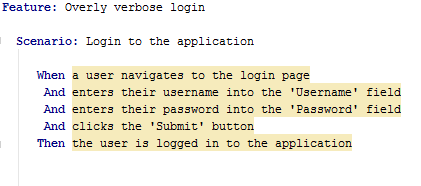 Feature: Overly verbose login
Scenario: Login to the application
When a user navigates to the login page
And enters their username into the 'Username' field
And enters their password into the 'Password' field
And clicks the 'Submit' button
Then the user is logged in to the application